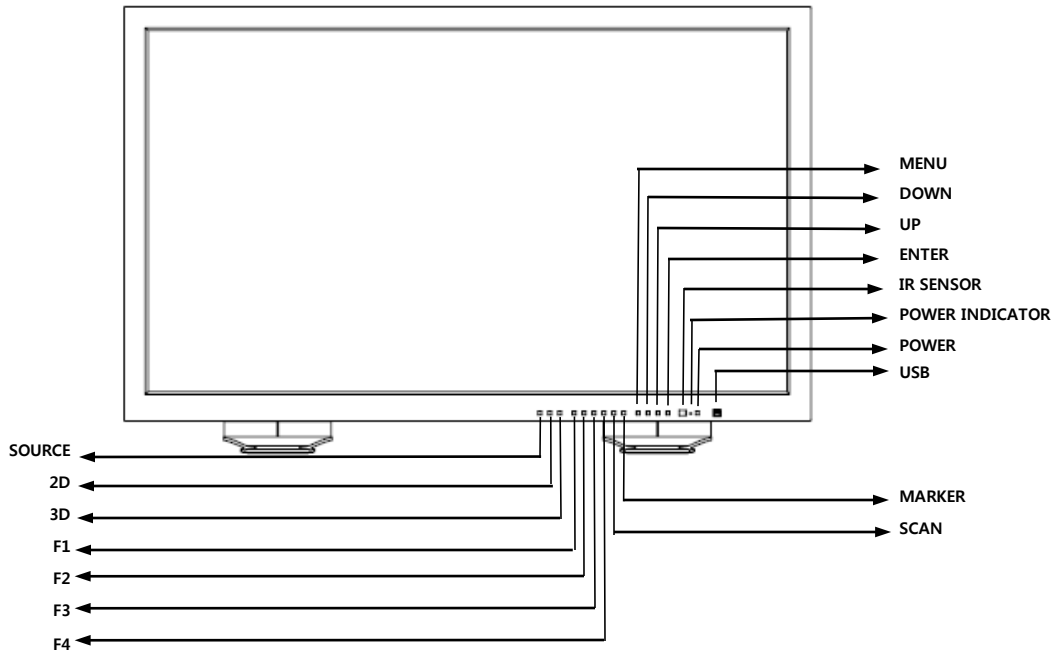 MENU
DOWN
UP
ENTER
IR SENSOR
POWER INDICATOR
POWER
USB
SOURCE
2D
3D
F1
F2
F3
F4
MARKER
SCAN